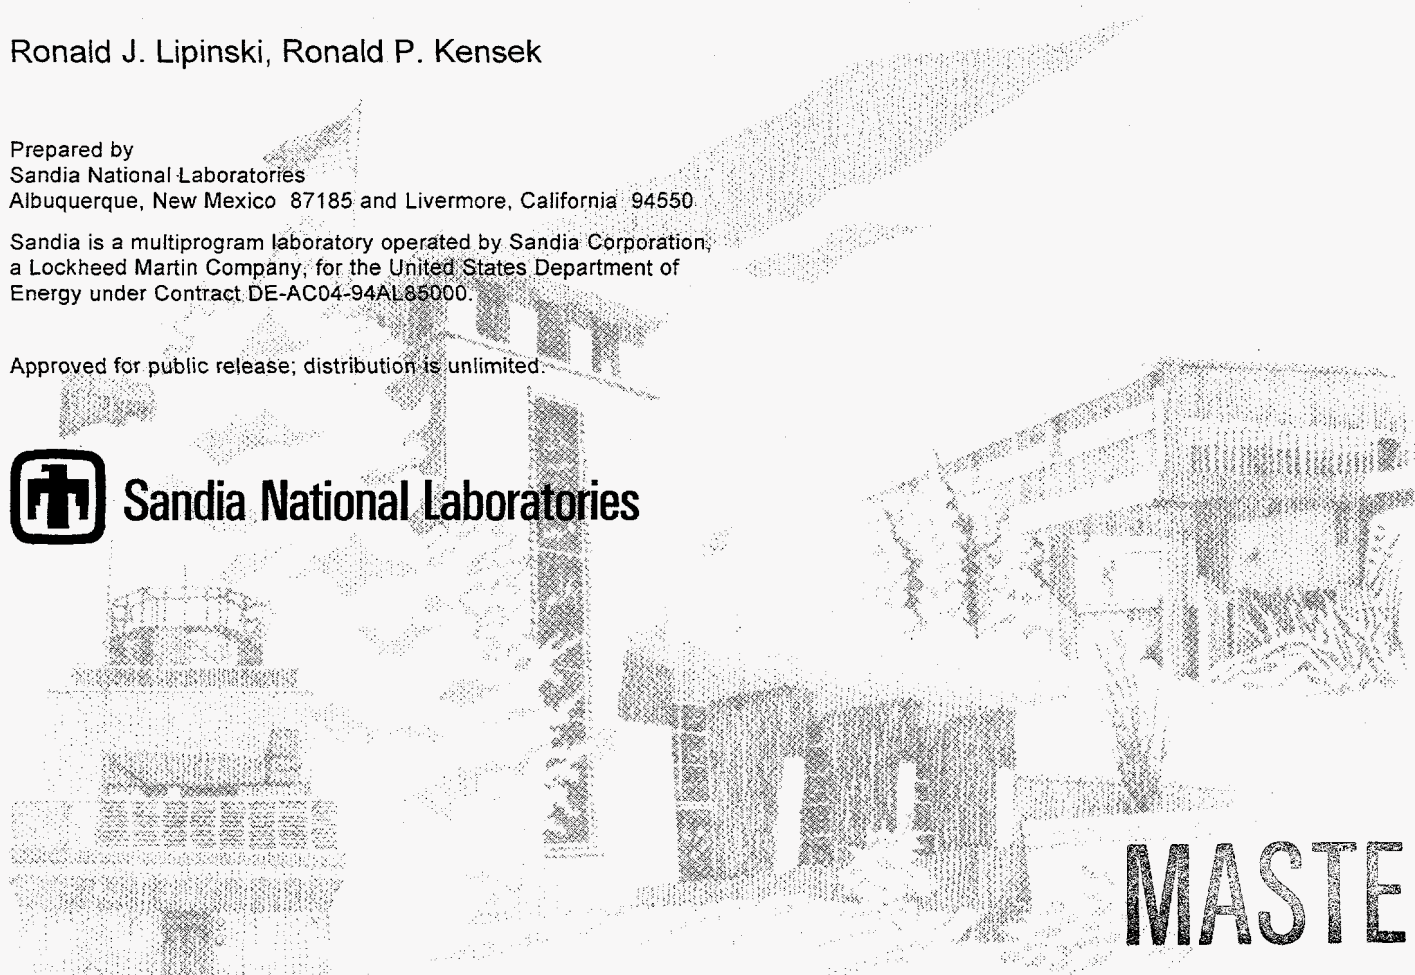 Ronald J. Lipinski, Ronald P. Kensek
Prepared by
Sandia National Laboratories
Albuquerque, New Mexico 87185 and Livermore, California 94550
Sandia is a multiprogram laboratory operated by Sandia Corporation,
a Lockheed Martin Company, for the United States Department of
Energy under Contract DE-AC04-94AL85000.
Approved for public release; distribution is unlimited.
Sandia National Laboratories
MASTE